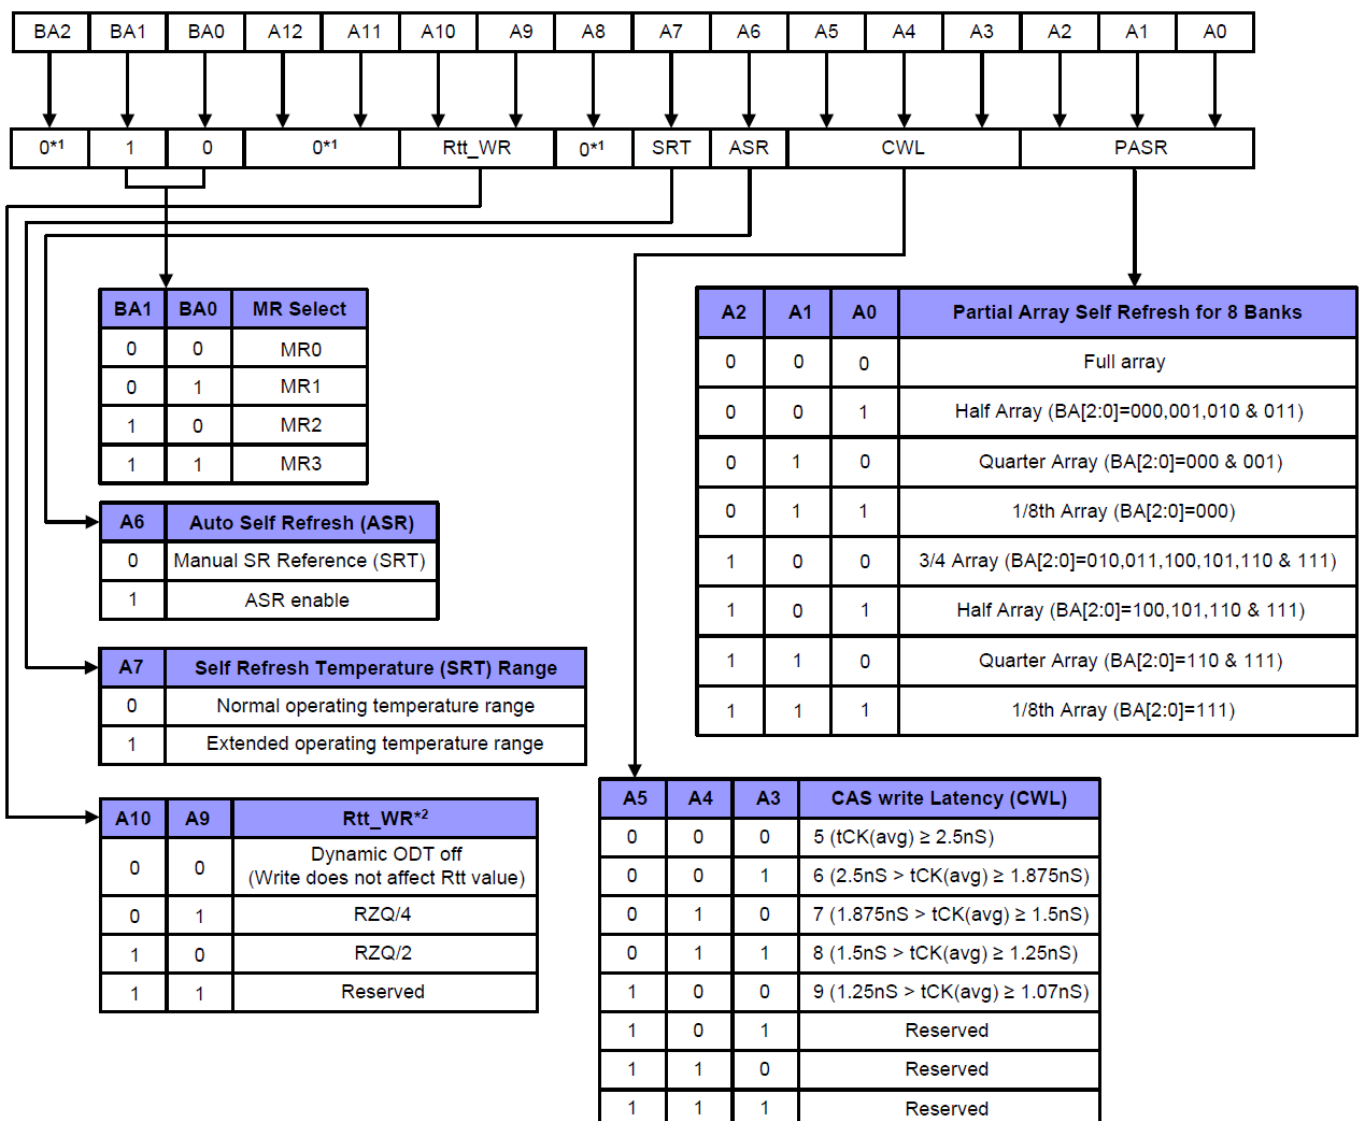 BA2 BA1 BA0 A12 A11 A10 A9 A8 A7 A6 A5 A4 A3 A2 A1 A0
0*1 1 0 0*1 Rtt_WR 0*1 SRT ASR CWL PASR
BA1 BA0 MR Select
0 0 MR0
0 1 MR1
1 0 MR2
1 1 MR3
A6 Auto Self Refresh (ASR)
0 Manual SR Reference (SRT)
1 ASR enable
A7 Self Refresh Temperature (SRT) Range
0 Normal operating temperature range
1 Extended operating temperature range
A10 A9 Rtt_WR*2
0 0 Dynamic ODT off
(Write does not affect Rtt value)
0 1 RZQ/4
1 0 RZQ/2
1 1 Reserved
A2 A1 A0 Partial Array Self Refresh for 8 Banks
0 0 0 Full array
0 0 1 Half Array (BA[2:0]=000,001,010 & 011)
0 1 0 Quarter Array (BA[2:0]=000 & 001)
0 1 1 1/8th Array (BA[2:0]=000)
1 0 0 3/4 Array (BA[2:0]=010,011,100,101,110 & 111)
1 0 1 Half Array (BA[2:0]=100,101,110 & 111)
1 1 0 Quarter Array (BA[2:0]=110 & 111)
1 1 1 1/8th Array (BA[2:0]=111)
A5 A4 A3 CAS write Latency (CWL)
0 0 0 5 (tCK(avg) ≥ 2.5nS)
0 0 1 6 (2.5nS > tCK(avg) ≥ 1.875nS)
0 1 0 7 (1.875nS > tCK(avg) ≥ 1.5nS)
0 1 1 8 (1.5nS > tCK(avg) ≥ 1.25nS)
1 0 0 9 (1.25nS > tCK(avg) ≥ 1.07nS)
1 0 1 Reserved
1 1 0 Reserved
1 1 1 Reserved